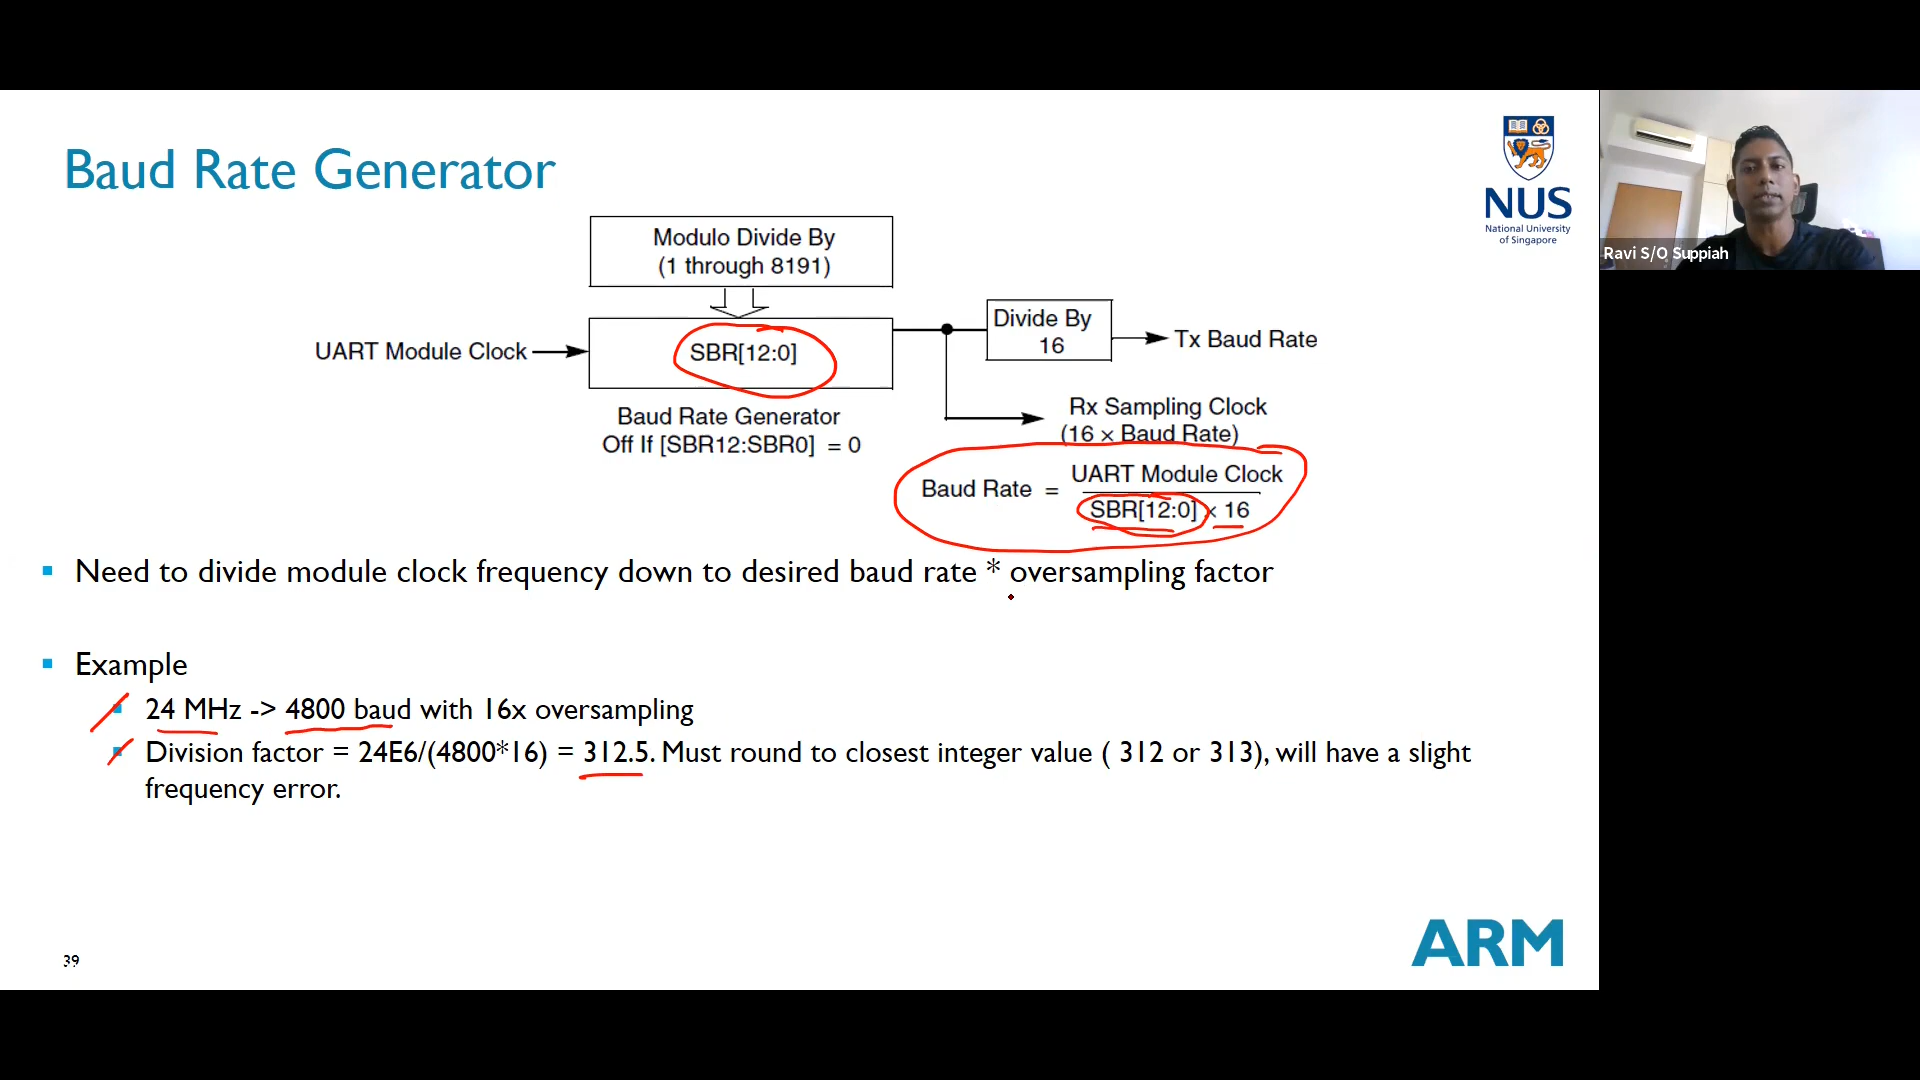 Baud Rate Generator
NUS
National University
of Singapore
Ravi S/O Suppiah
Modulo Divide By
(1 through 8191)
UART Module Clock
SBR[12:0]
Divide By
16
Tx Baud Rate
Baud Rate Generator
Off If [SBR12:SBR0] = 0
Rx Sampling Clock
(16 × Baud Rate)
Baud Rate = UART Module Clock
SBR[12:0] × 16
Need to divide module clock frequency down to desired baud rate * oversampling factor
Example
24 MHz -> 4800 baud with 16x oversampling
Division factor = 24E6/(4800*16) = 312.5. Must round to closest integer value ( 312 or 313), will have a slight
frequency error.
39
ARM